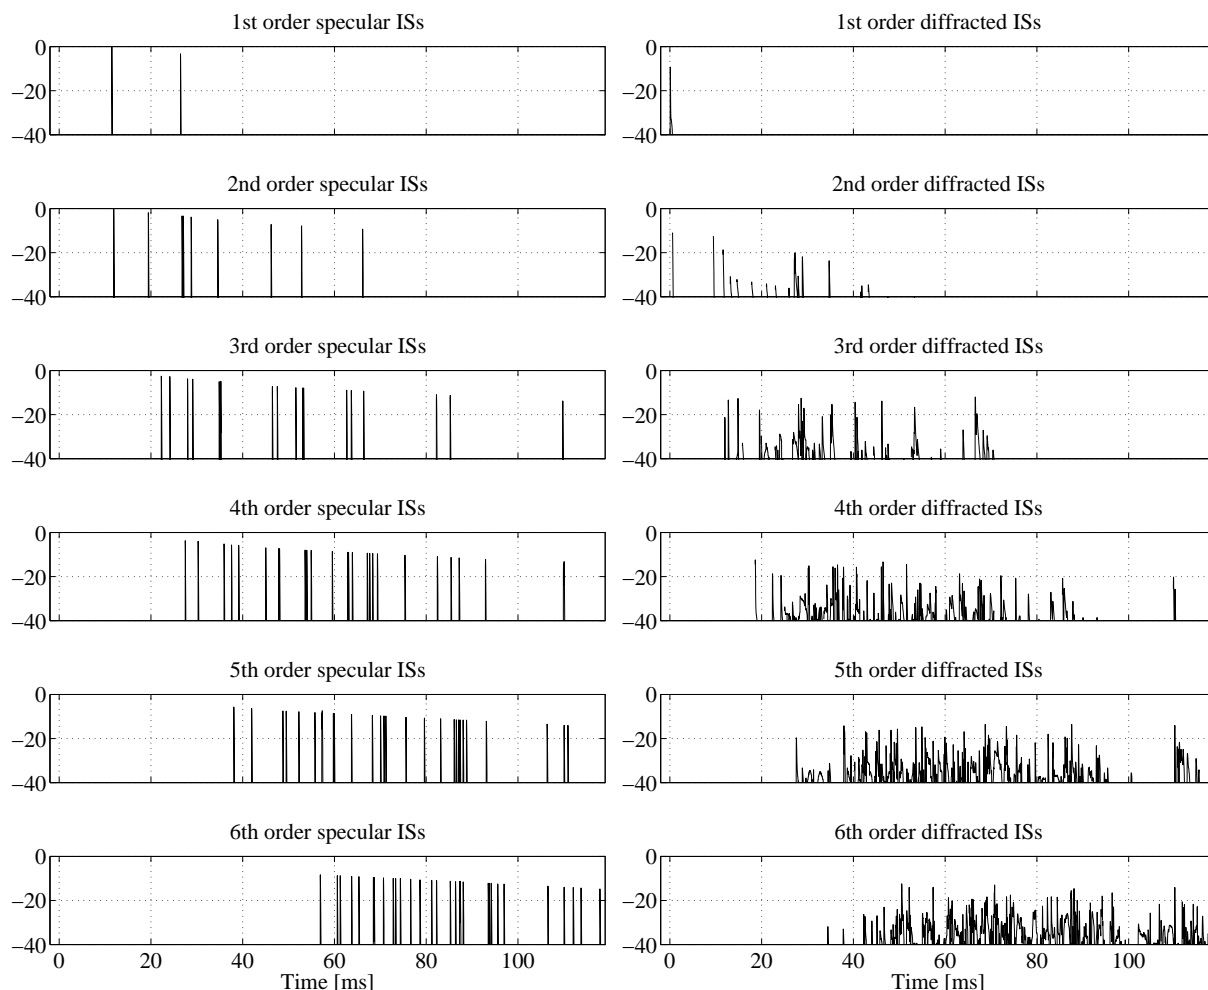 1st order specular ISs
1st order diffracted ISs
0
−20
−40
0
−20
−40
2nd order specular ISs
2nd order diffracted ISs
0
−20
−40
0
−20
−40
3rd order specular ISs
3rd order diffracted ISs
0
−20
−40
0
−20
−40
4th order specular ISs
4th order diffracted ISs
0
−20
−40
0
−20
−40
5th order specular ISs
5th order diffracted ISs
0
−20
−40
0
−20
−40
6th order specular ISs
6th order diffracted ISs
0
−20
−40
0
−20
−40
0 20 40 60 80 100
0 20 40 60 80 100
Time [ms]
Time [ms]